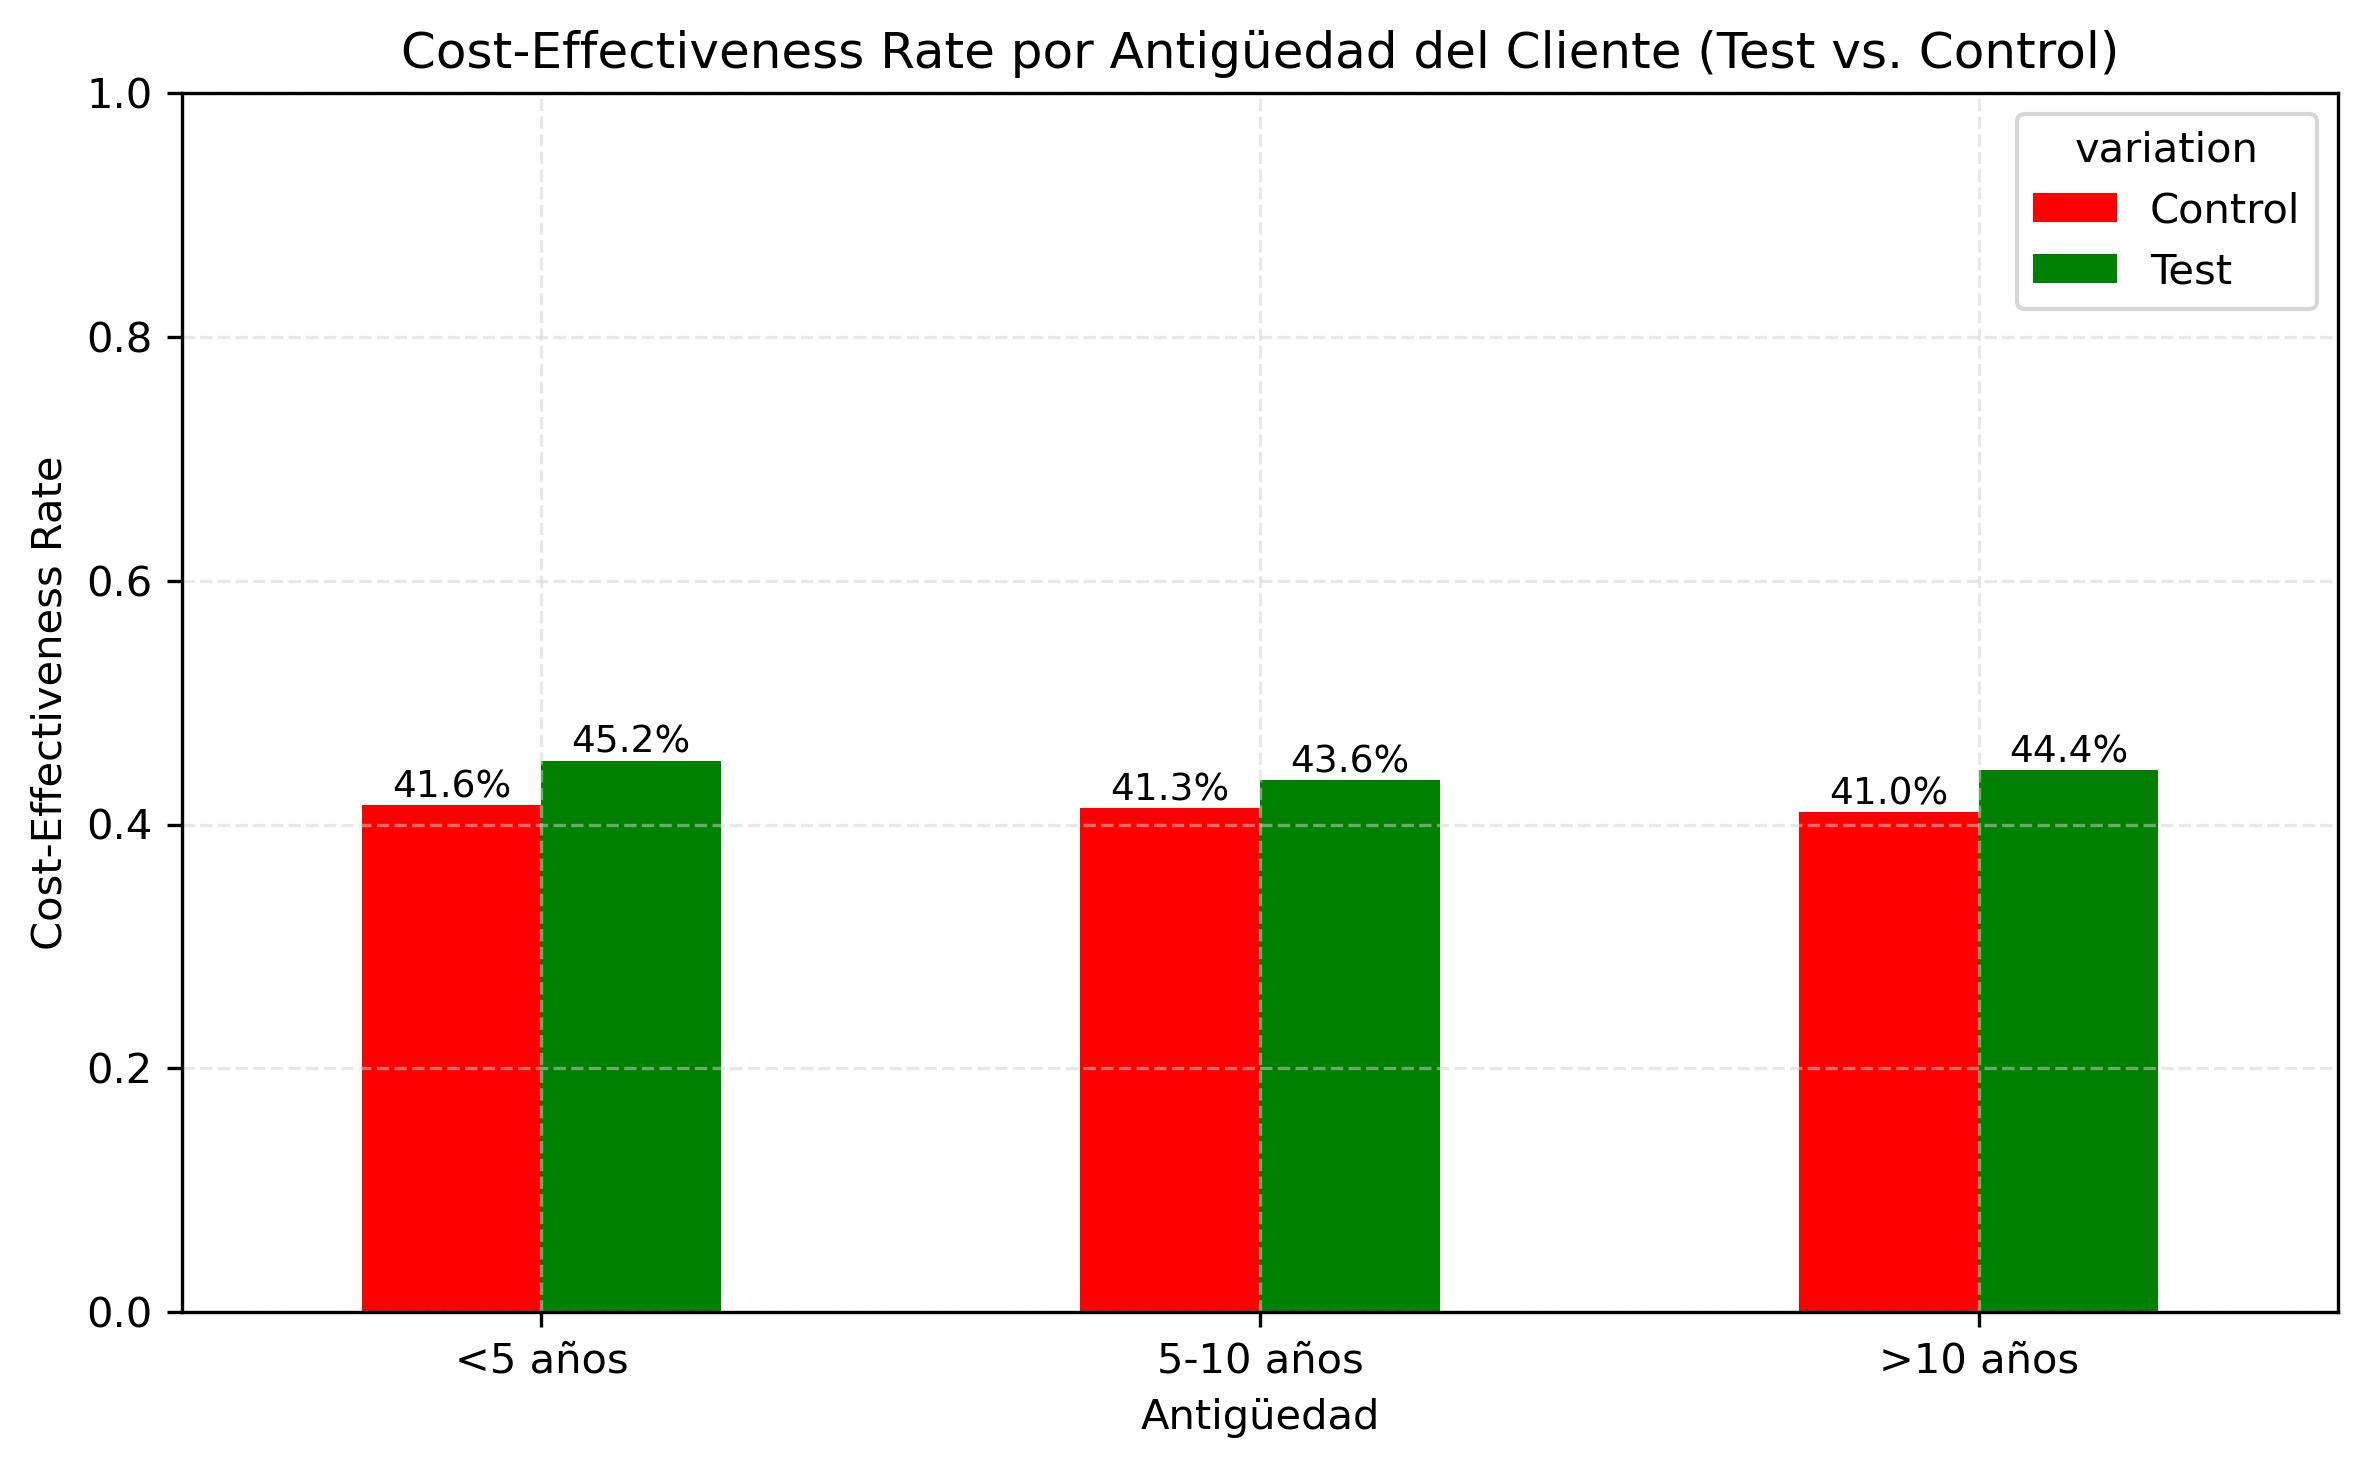 Cost-Effectiveness Rate por Antigüedad del Cliente (Test vs. Control)
1.0
0.8
0.6
0.4
0.2
0.0
Cost-Effectiveness Rate
variation
Control
Test
41.6%
45.2%
41.3%
43.6%
41.0%
44.4%
<5 años
5-10 años
>10 años
Antigüedad